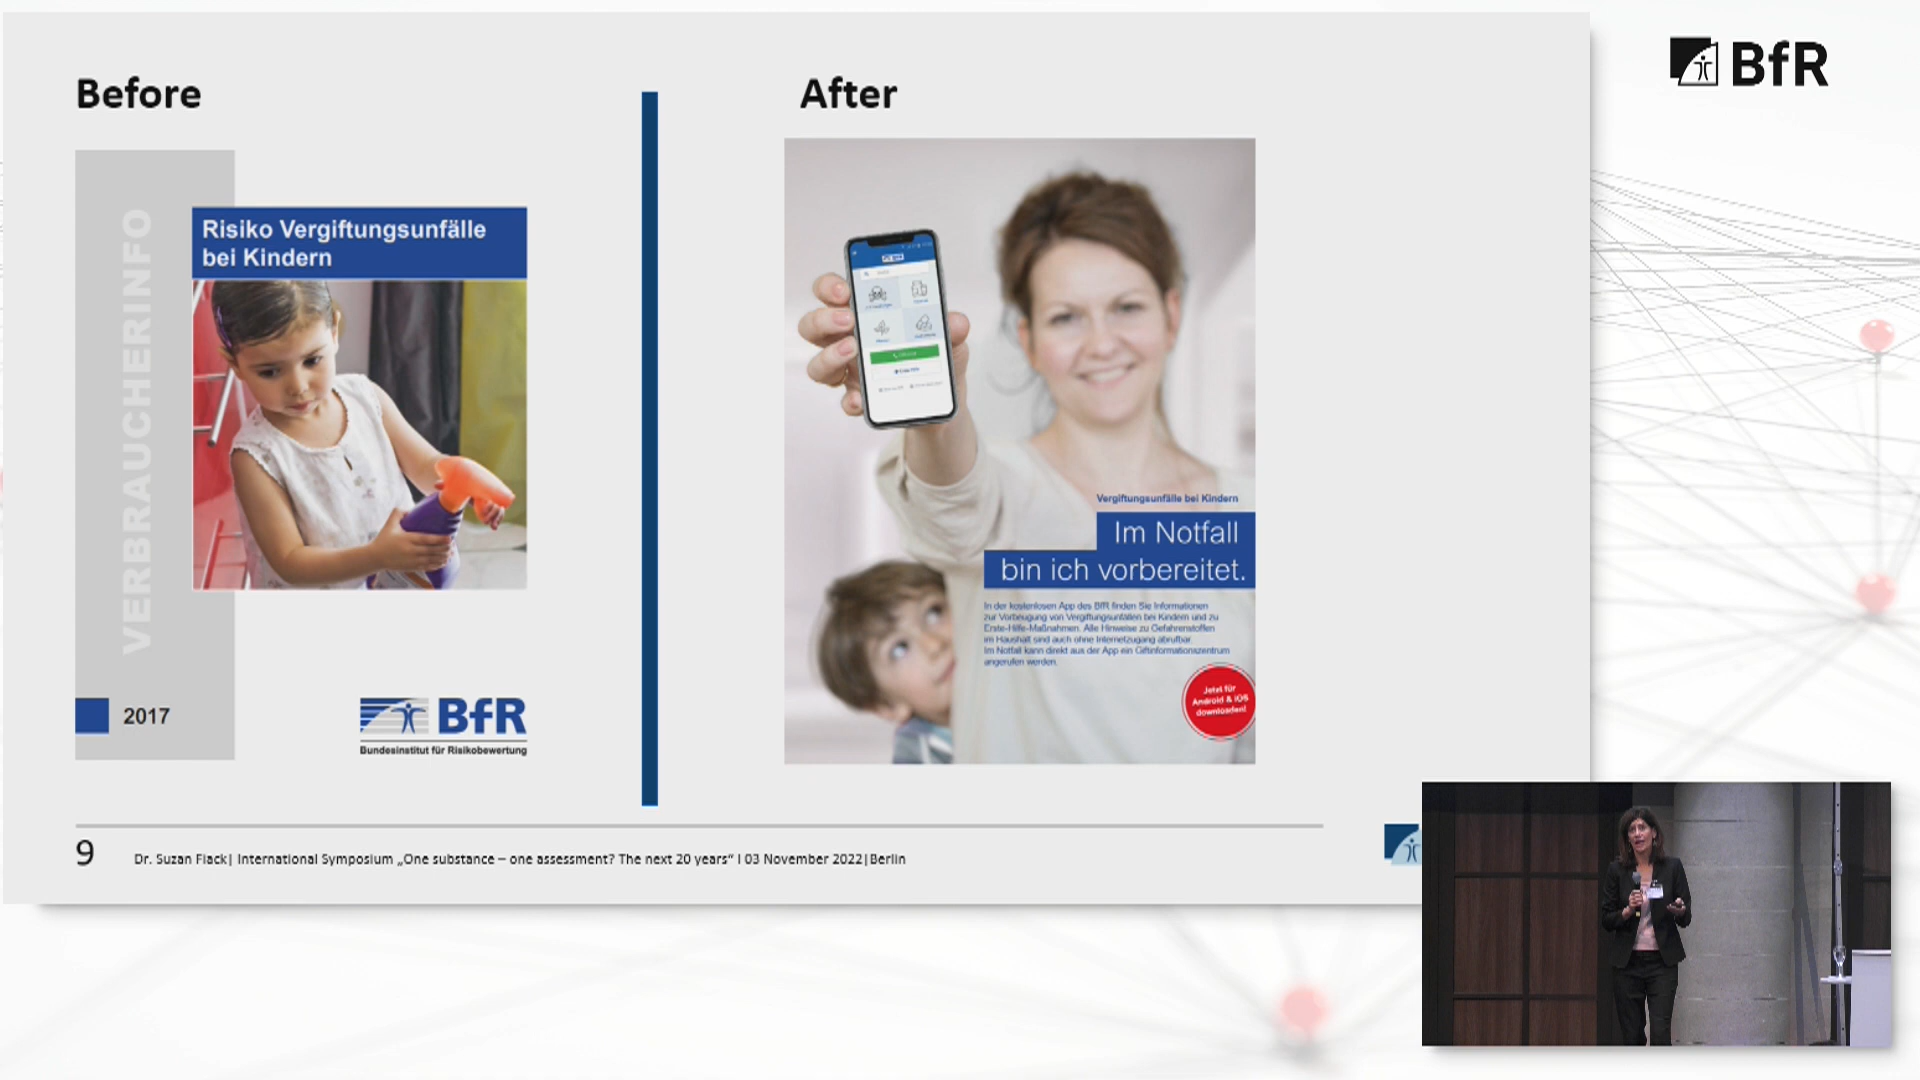 BfR
Before
After
VERBRAUCHERINFO
Risiko Vergiftungsunfälle
bei Kindern
2017
BfR
Bundesinstitut für Risikobewertung
Vergiftungsunfälle bei Kindern
Im Notfall
bin ich vorbereitet.
In der kostenlosen App des BfR finden Sie Informationen
zur Vorbeugung von Vergiftungsunfällen bei Kindern und zu
Erste-Hilfe-Maßnahmen. Alle Hinweise zu Gefahrenstoffen
im Haushalt sind auch ohne Internetzugang abrufbar.
Im Notfall kann direkt aus der App ein Giftinformationszentrum
angerufen werden.
Jetzt für
Android & iOS
downloaden!
9
Dr. Suzan Fiack| International Symposium „One substance – one assessment? The next 20 years“ I 03 November 2022|Berlin